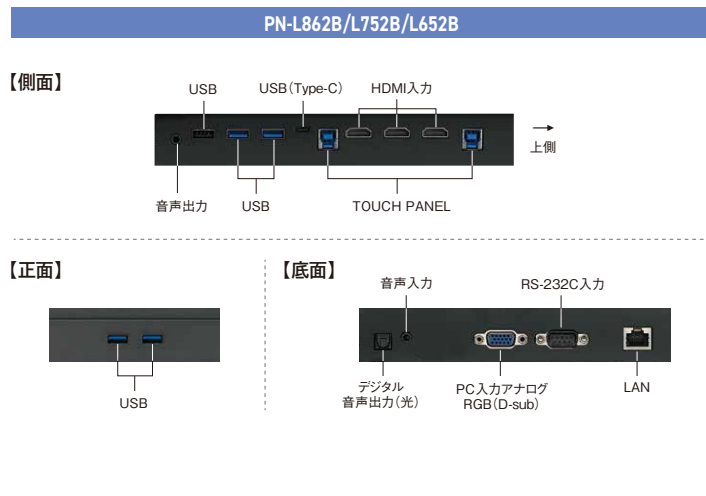 PN-L862B/L752B/L652B
【側面】
USB
USB(Type-C)
HDMI入力
上側
音声出力
USB
TOUCH PANEL
【正面】
USB
【底面】
音声入力
RS-232C入力
デジタル
音声出力(光)
PC入力アナログ
RGB(D-sub)
LAN